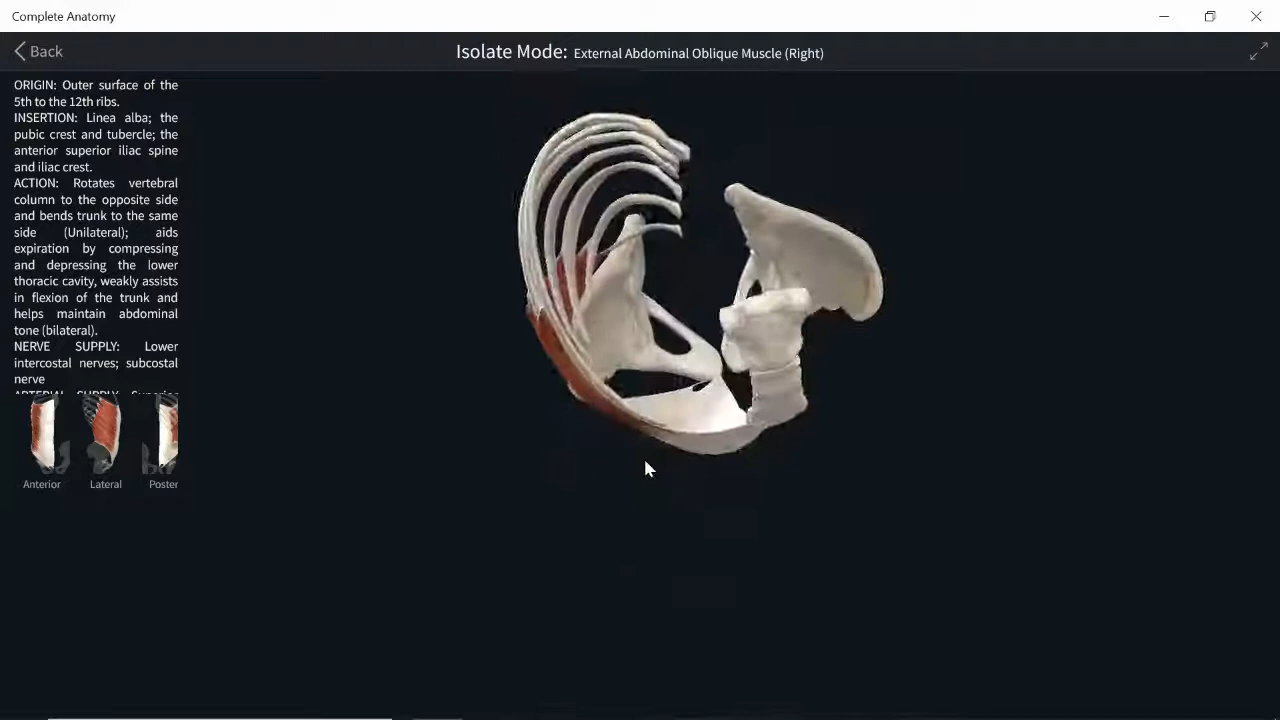 Complete Anatomy
Back
Isolate Mode: External Abdominal Oblique Muscle (Right)
ORIGIN: Outer surface of the
5th to the 12th ribs.
INSERTION: Linea alba; the
pubic crest and tubercle; the
anterior superior iliac spine
and iliac crest.
ACTION: Rotates vertebral
column to the opposite side
and bends trunk to the same
side (Unilateral); aids
expiration by compressing
and depressing the lower
thoracic cavity, weakly assists
in flexion of the trunk and
helps maintain abdominal
tone (bilateral).
NERVE SUPPLY: Lower
intercostal nerves; subcostal
nerve
ARTERIAL SUPPLY: Superior
Anterior Lateral Poster